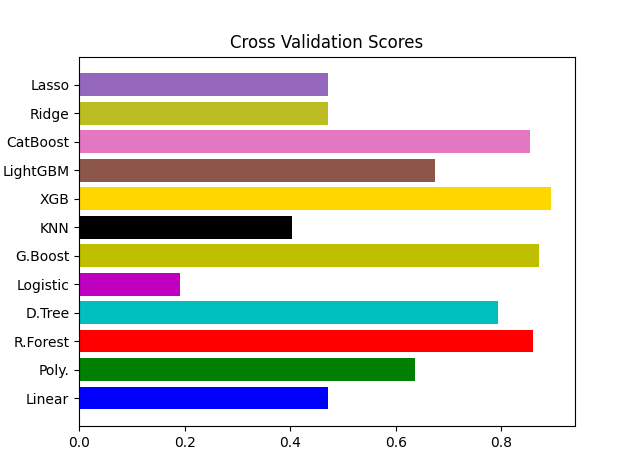 Cross Validation Scores
Lasso
Ridge
CatBoost
LightGBM
XGB
KNN
G.Boost
Logistic
D.Tree
R.Forest
Poly.
Linear
0.0 0.2 0.4 0.6 0.8